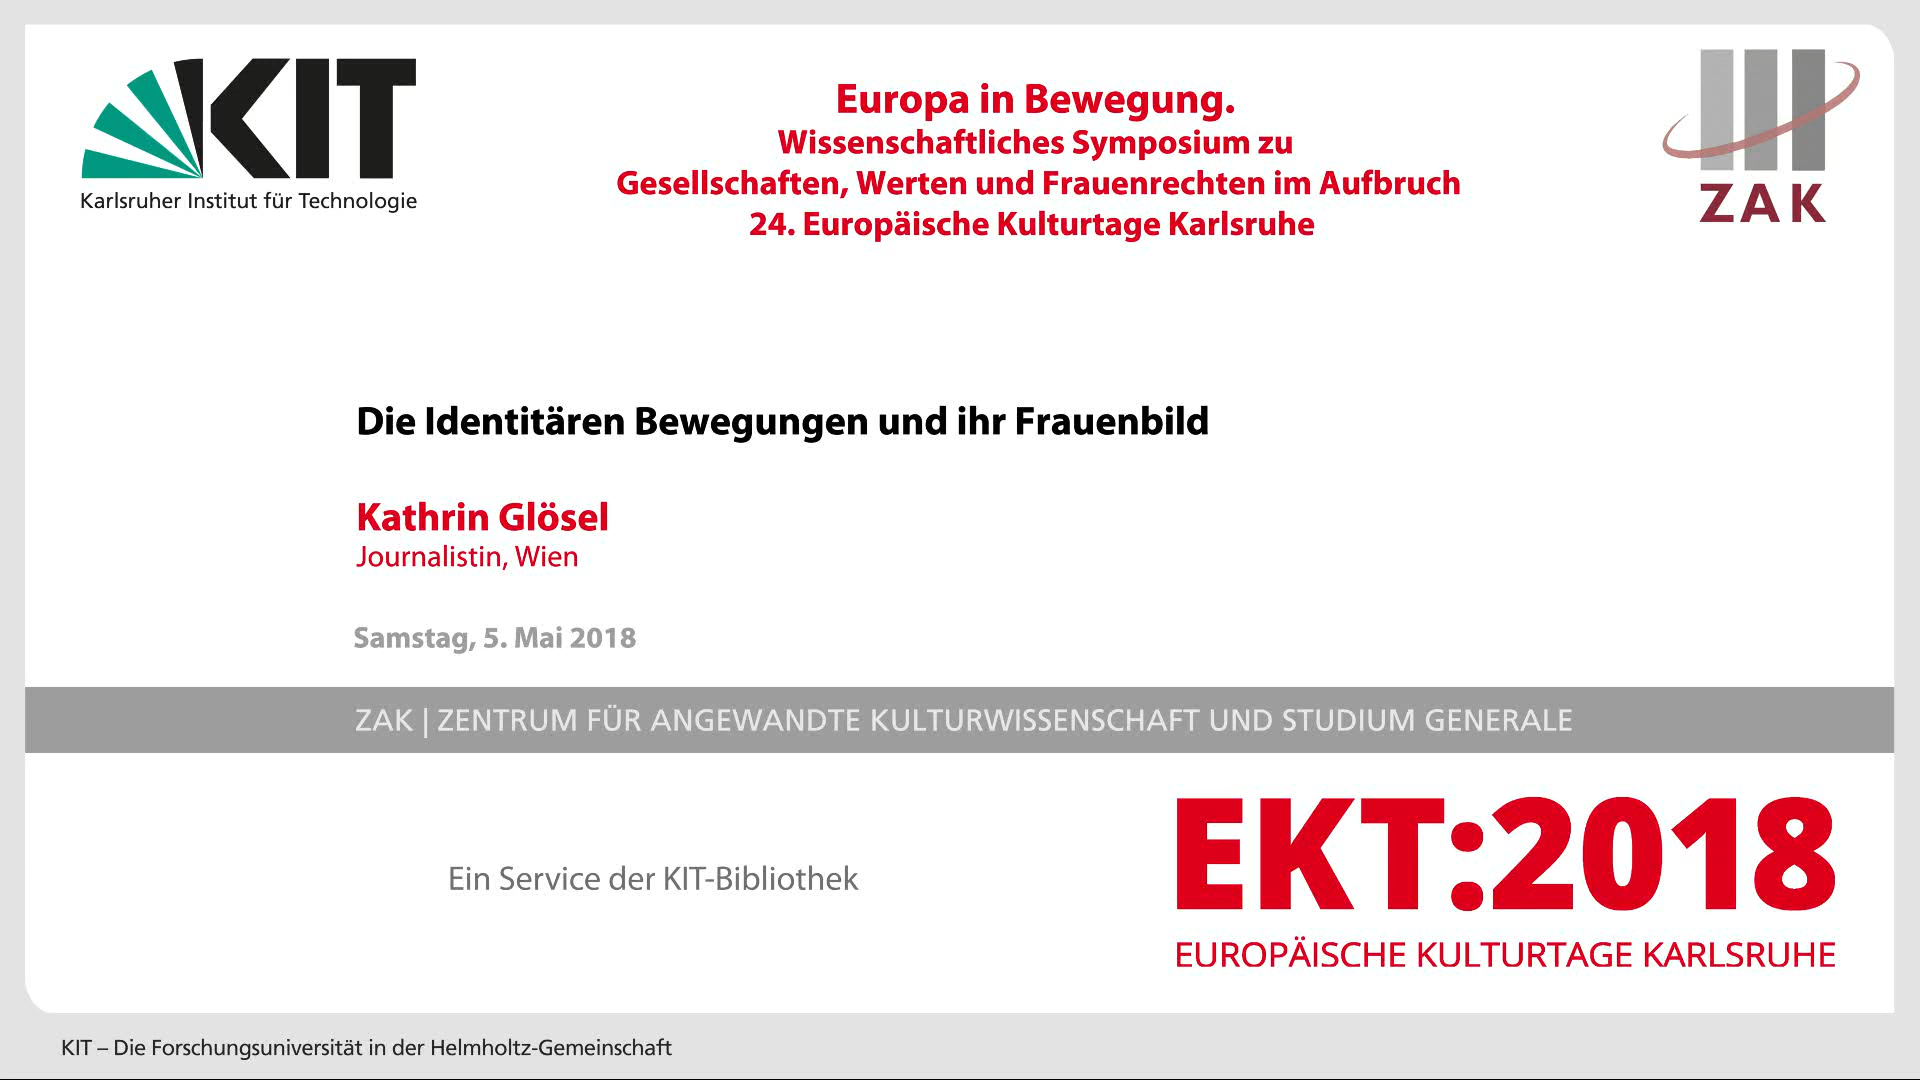 KIT
Karlsruher Institut für Technologie
Europa in Bewegung.
Wissenschaftliches Symposium zu
Gesellschaften, Werten und Frauenrechten im Aufbruch
24. Europäische Kulturtage Karlsruhe
ZAK
Die Identitären Bewegungen und ihr Frauenbild
Kathrin Glösel
Journalistin, Wien
Samstag, 5. Mai 2018
ZAK | ZENTRUM FÜR ANGEWANDTE KULTURWISSENSCHAFT UND STUDIUM GENERALE
Ein Service der KIT-Bibliothek
EKT:2018
EUROPÄISCHE KULTURTAGE KARLSRUHE
KIT – Die Forschungsuniversität in der Helmholtz-Gemeinschaft